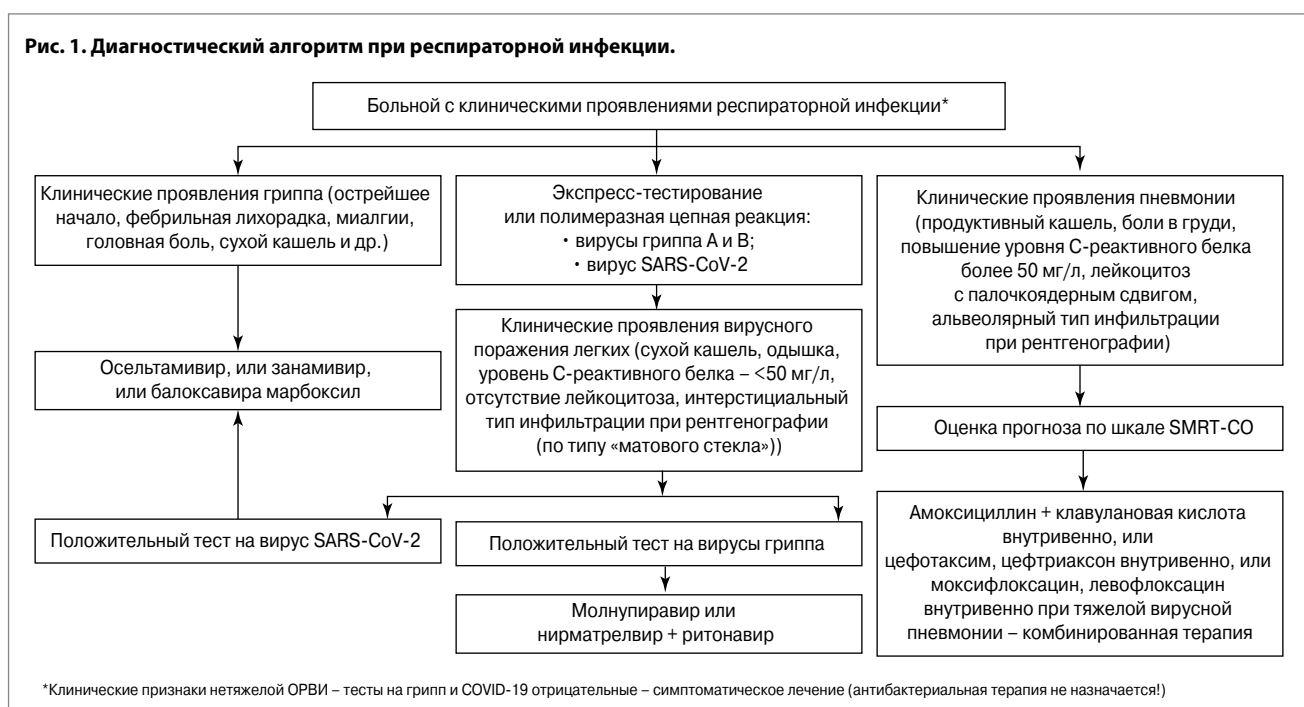 Рис. 1. Диагностический алгоритм при респираторной инфекции.
Больной с клиническими проявлениями респираторной инфекции*
Клинические проявления гриппа (острейшее
начало, фебрильная лихорадка, миалгии,
головная боль, сухой кашель и др.)
Экспресс-тестирование
или полимеразная цепная реакция:
• вирусы гриппа А и В;
• вирус SARS-CoV-2
Клинические проявления пневмонии
(продуктивный кашель, боли в груди,
повышение уровня С-реактивного белка
более 50 мг/л, лейкоцитоз
с палочкоядерным сдвигом,
альвеолярный тип инфильтрации
при рентгенографии)
Клинические проявления вирусного
поражения легких (сухой кашель, одышка,
уровень С-реактивного белка – <50 мг/л,
отсутствие лейкоцитоза, интерстициальный
тип инфильтрации при рентгенографии
(по типу «матового стекла»))
Осельтамивир, или занамивир,
или балоксавира марбоксил
Оценка прогноза по шкале SMRT-CO
Положительный тест на вирус SARS-CoV-2
Положительный тест на вирусы гриппа
Амоксициллин + клавулановая кислота
внутривенно, или
цефотаксим, цефтриаксон внутривенно, или
моксифлоксацин, левофлоксацин
внутривенно при тяжелой вирусной
пневмонии – комбинированная терапия
Молнупиравир или
нирматрелвир + ритонавир
*Клинические признаки нетяжелой ОРВИ – тесты на грипп и COVID-19 отрицательные – симптоматическое лечение (антибактериальная терапия не назначается!)